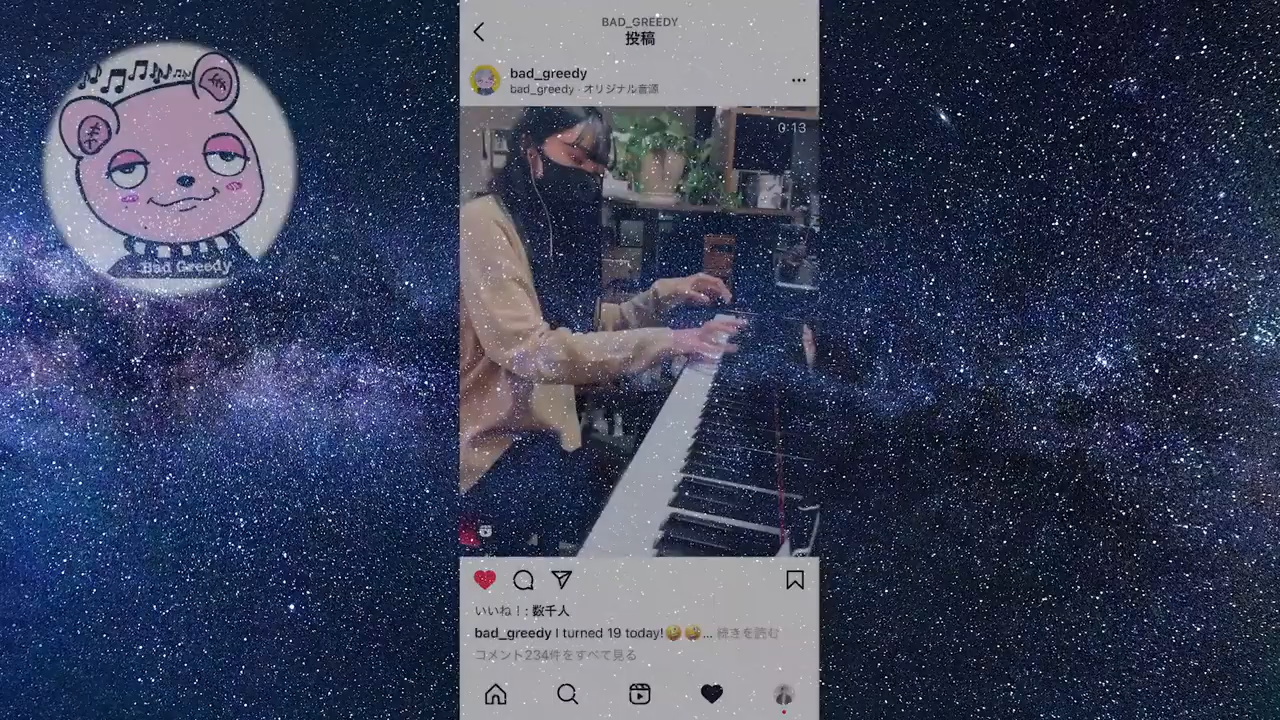 BAD_GREEDY
投稿
bad_greedy
bad_greedy · オリジナル音源
0:13
Bad Greedy
いいね！: 数千人
bad_greedy I turned 19 today!🤪🤪... 続きを読む
コメント234件をすべて見る